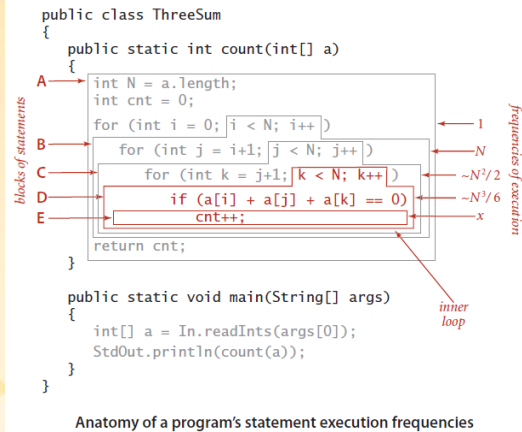 public class ThreeSum
{
public static int count(int[] a)
{
A
int N = a.length;
int cnt = 0;
for (int i = 0; i < N; i++)
1
B
for (int j = i+1; j < N; j++)
N
C
for (int k = j+1; k < N; k++)
~N²/2
D
if (a[i] + a[j] + a[k] == 0)
~N³/6
E
cnt++;
x
return cnt;
}
blocks of statements
frequencies of execution
inner
loop
public static void main(String[] args)
{
int[] a = In.readInts(args[0]);
StdOut.println(count(a));
}
}
Anatomy of a program's statement execution frequencies